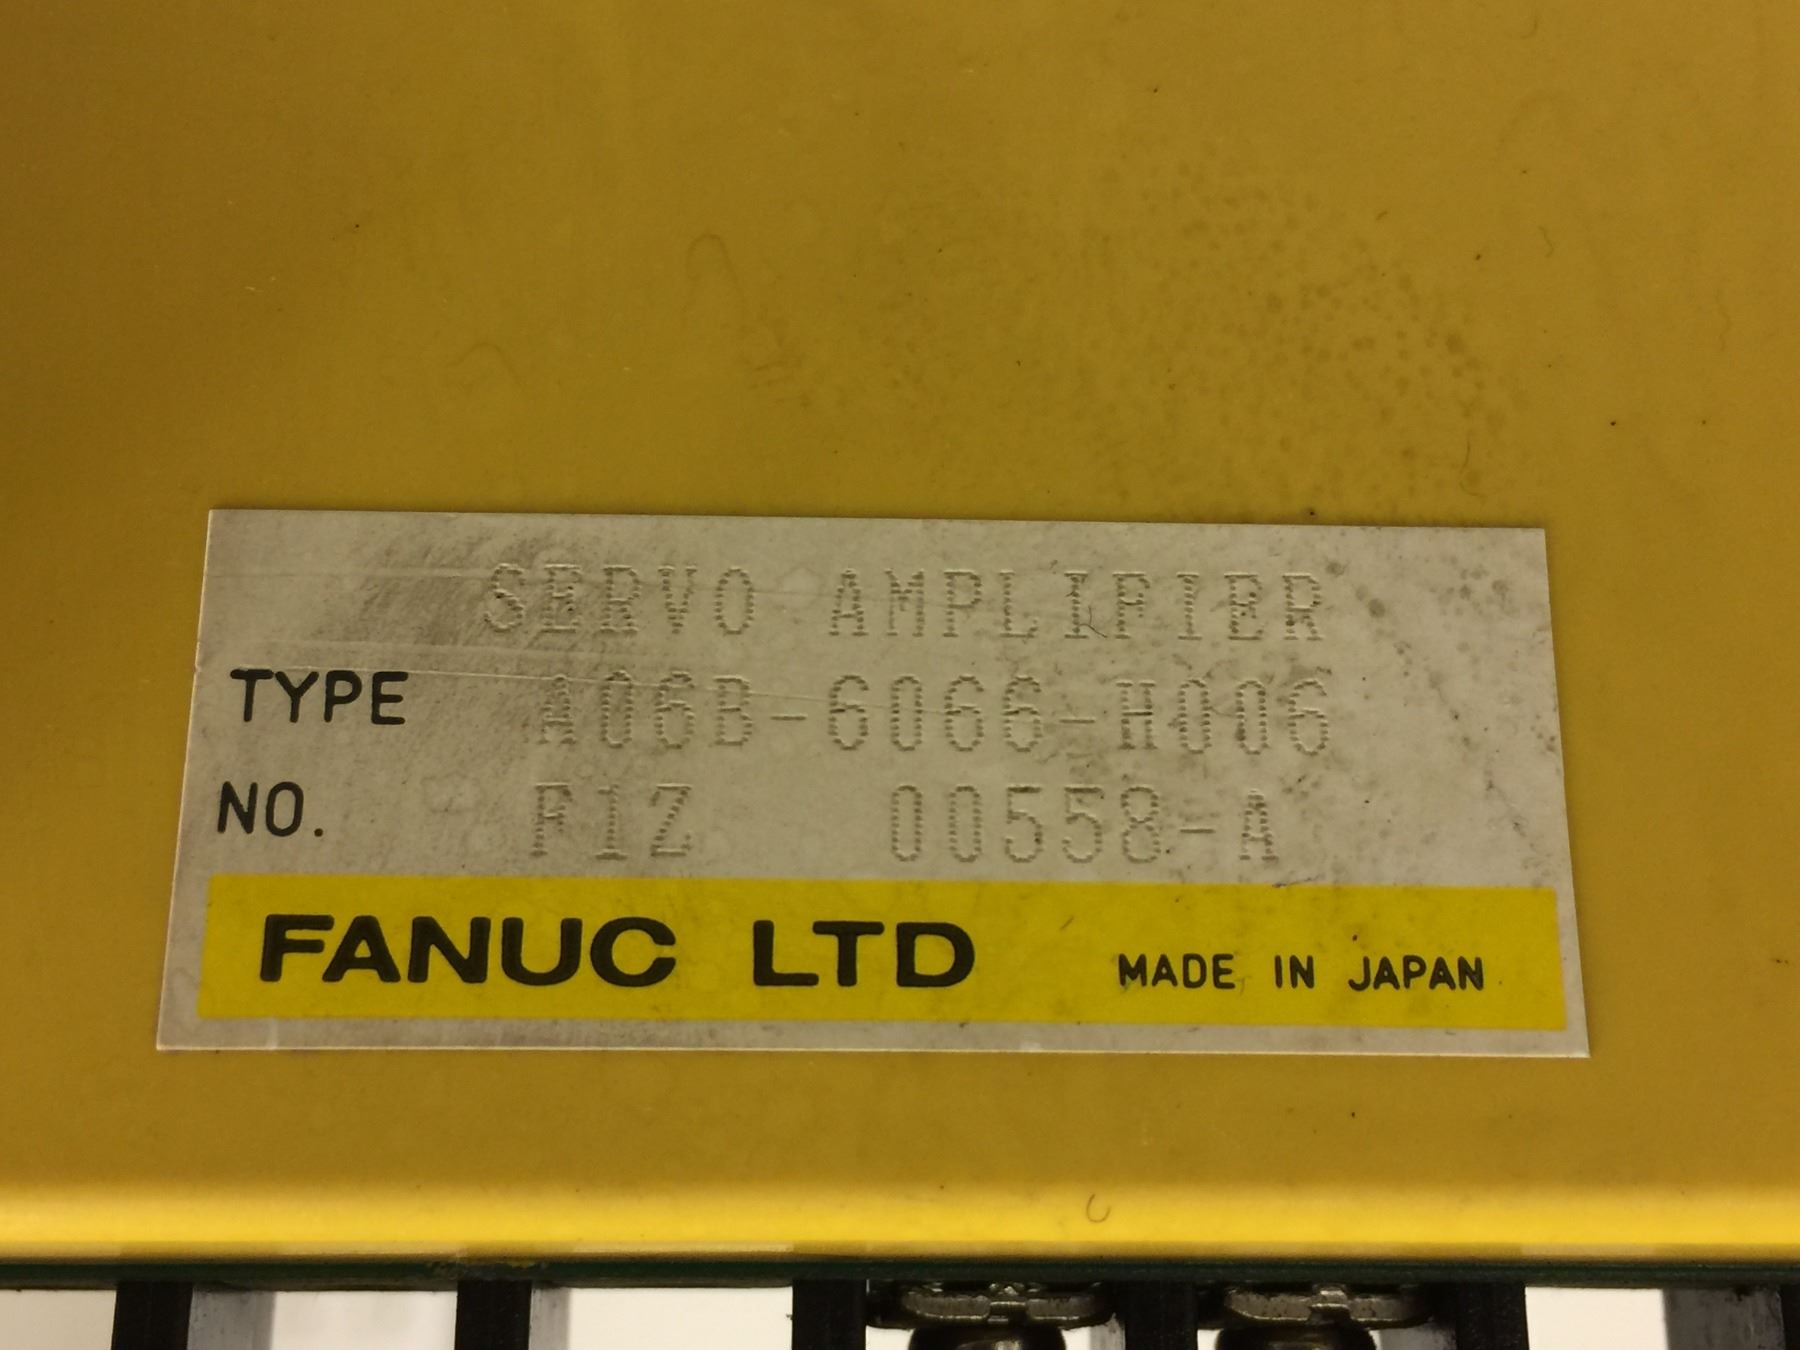 SERVO AMPLIFIER
TYPE A06B-6066-H006
NO. F1Z 00558-A
FANUC LTD MADE IN JAPAN